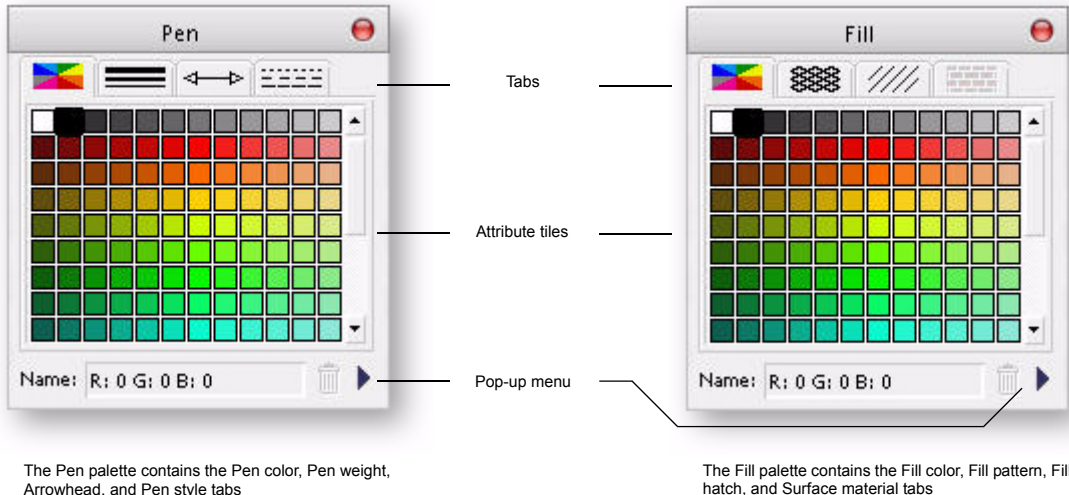 Pen
Fill
Tabs
Attribute tiles
Name: R: 0 G: 0 B: 0
Pop-up menu
Name: R: 0 G: 0 B: 0
The Pen palette contains the Pen color, Pen weight,
Arrowhead, and Pen style tabs
The Fill palette contains the Fill color, Fill pattern, Fill
hatch, and Surface material tabs